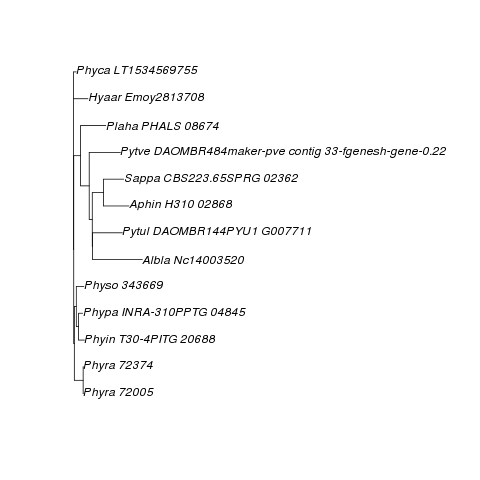 Phyca LT1534569755
Hyaar Emoy2813708
Plaha PHALS 08674
Pytve DAOMBR484maker-pve contig 33-fgenesh-gene-0.22
Sappa CBS223.65SPRG 02362
Aphin H310 02868
Pytul DAOMBR144PYU1 G007711
Albla Nc14003520
Physo 343669
Phypa INRA-310PPTG 04845
Phyin T30-4PITG 20688
Phyra 72374
Phyra 72005